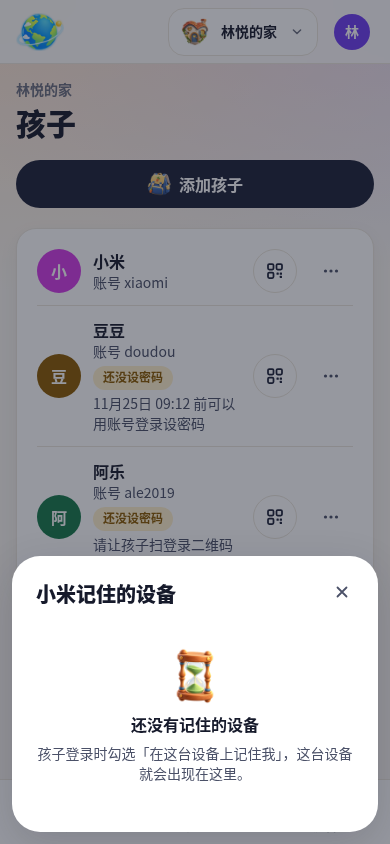 林悦的家
林
林悦的家
孩子
添加孩子
小
小米
账号 xiaomi
豆
豆豆
账号 doudou
还没设密码
11月25日 09:12 前可以
用账号登录设密码
阿
阿乐
账号 ale2019
还没设密码
请让孩子扫登录二维码
小米记住的设备
还没有记住的设备
孩子登录时勾选「在这台设备上记住我」，这台设备
就会出现在这里。